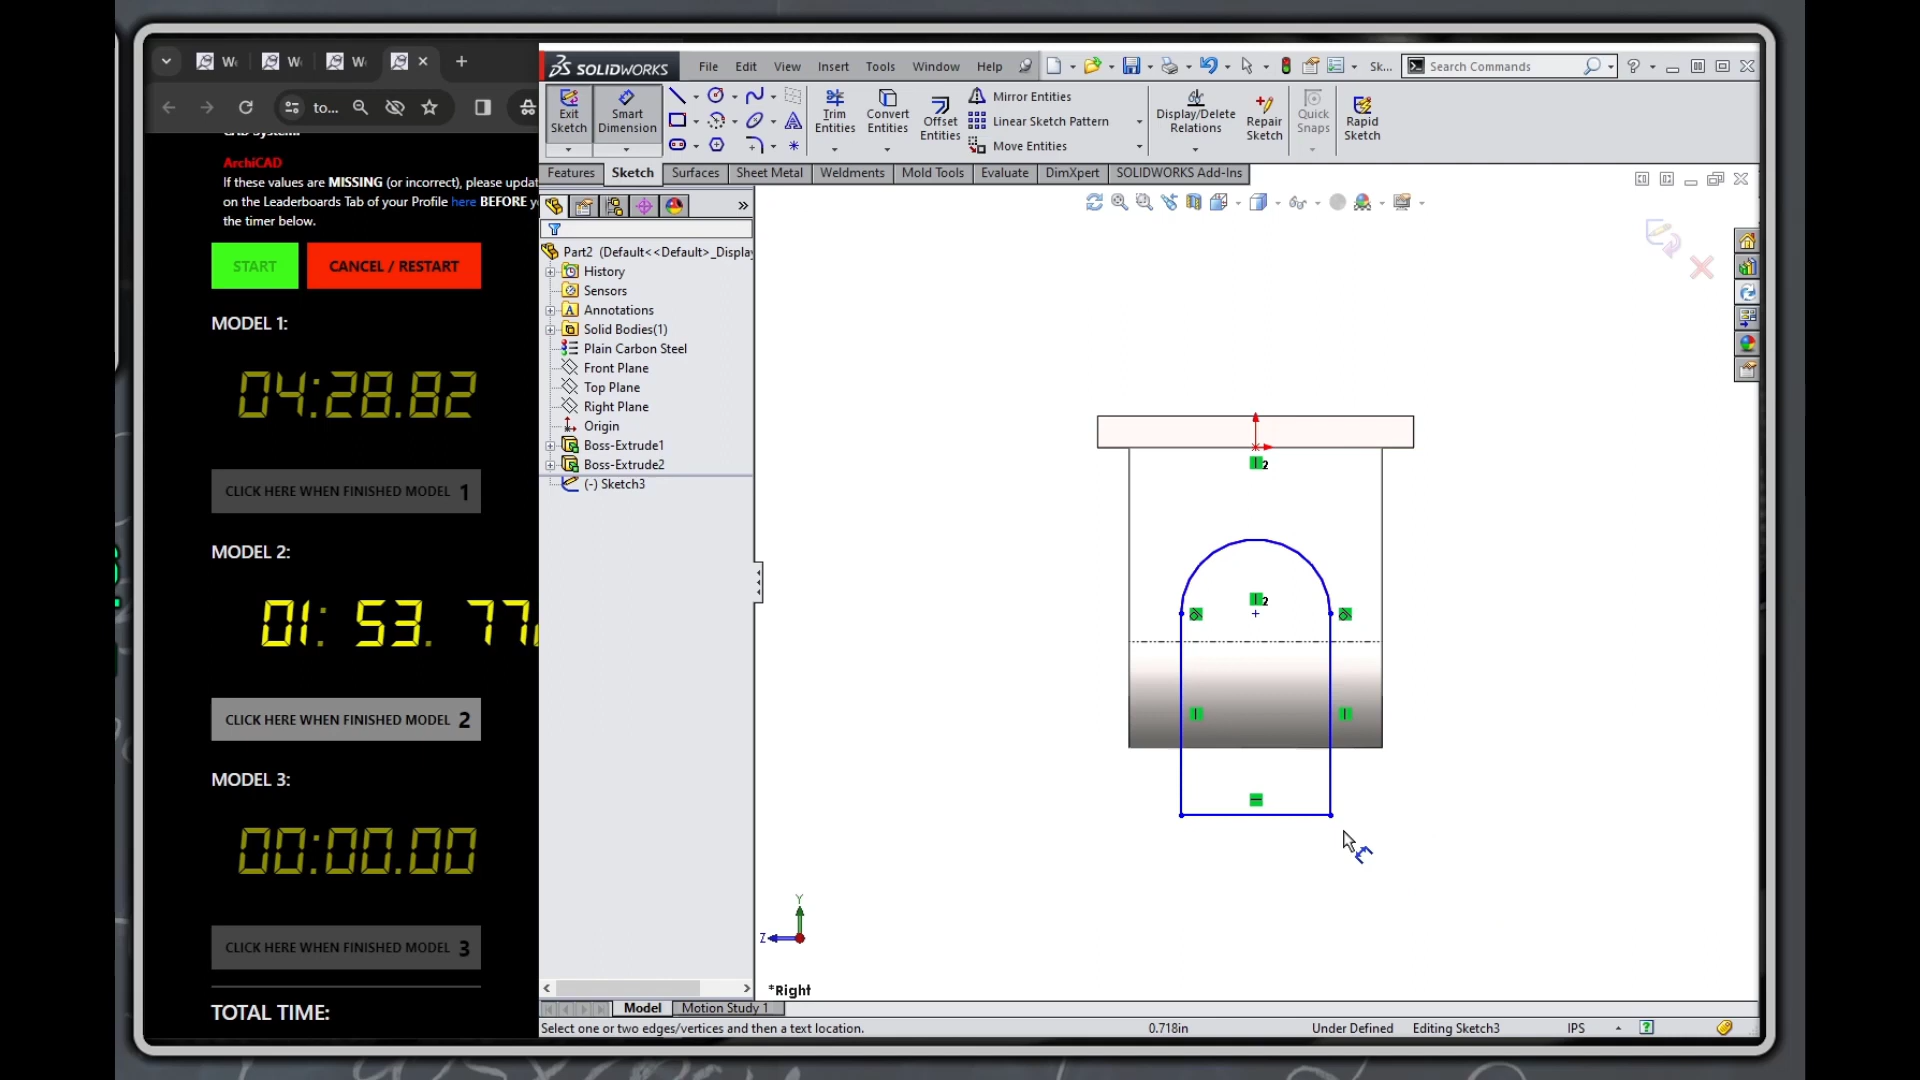 W
W
W
to...
ArchiCAD
If these values are MISSING (or incorrect), please updat
on the Leaderboards Tab of your Profile here BEFORE y
the timer below.
START
CANCEL / RESTART
MODEL 1:
04:28.82
CLICK HERE WHEN FINISHED MODEL 1
MODEL 2:
01: 53. 77
CLICK HERE WHEN FINISHED MODEL 2
MODEL 3:
00:00.00
CLICK HERE WHEN FINISHED MODEL 3
TOTAL TIME:
SOLIDWORKS
File
Edit
View
Insert
Tools
Window
Help
Sk...
Search Commands
Exit
Sketch
Smart
Dimension
Trim
Entities
Convert
Entities
Offset
Entities
Mirror Entities
Linear Sketch Pattern
Move Entities
Display/Delete
Relations
Repair
Sketch
Quick
Snaps
Rapid
Sketch
Features
Sketch
Surfaces
Sheet Metal
Weldments
Mold Tools
Evaluate
DimXpert
SOLIDWORKS Add-Ins
Part2 (Default<<Default>_Display
History
Sensors
Annotations
Solid Bodies(1)
Plain Carbon Steel
Front Plane
Top Plane
Right Plane
Origin
Boss-Extrude1
Boss-Extrude2
(-) Sketch3
2
2
Y
Z
*Right
Model
Motion Study 1
Select one or two edges/vertices and then a text location.
0.718in
Under Defined
Editing Sketch3
IPS